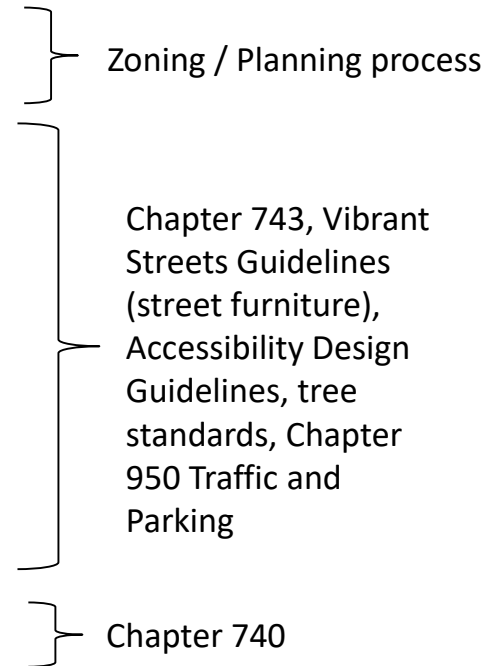 Zoning / Planning process
Chapter 743, Vibrant
Streets Guidelines
(street furniture),
Accessibility Design
Guidelines, tree
standards, Chapter
950 Traffic and
Parking
Chapter 740